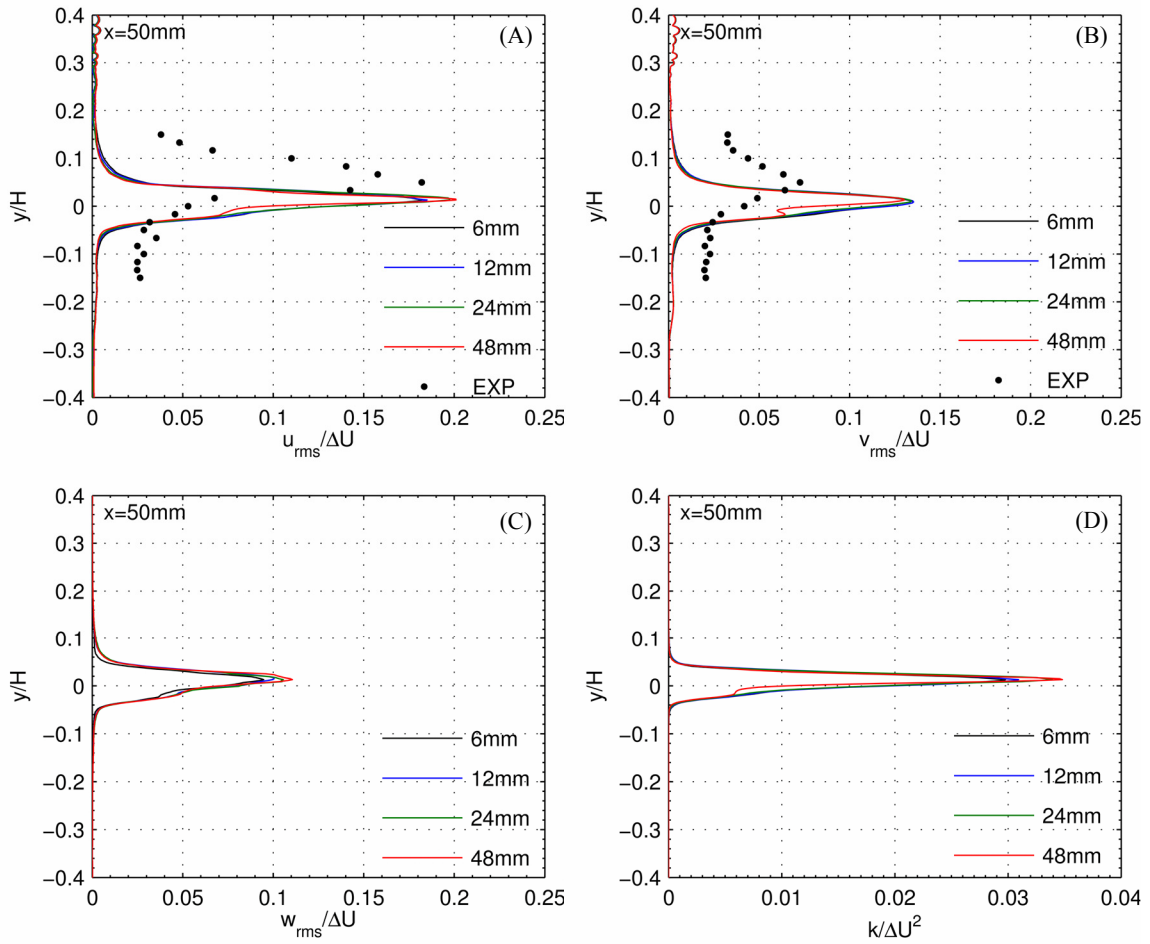 x=50mm
(A)
y/H
0.4
0.3
0.2
0.1
0
−0.1
−0.2
−0.3
−0.4
6mm
12mm
24mm
48mm
EXP
0
0.05
0.1
0.15
0.2
0.25
u_rms/ΔU
x=50mm
(B)
y/H
0.4
0.3
0.2
0.1
0
−0.1
−0.2
−0.3
−0.4
6mm
12mm
24mm
48mm
EXP
0
0.05
0.1
0.15
0.2
0.25
v_rms/ΔU
x=50mm
(C)
y/H
0.4
0.3
0.2
0.1
0
−0.1
−0.2
−0.3
−0.4
6mm
12mm
24mm
48mm
0
0.05
0.1
0.15
0.2
0.25
w_rms/ΔU
x=50mm
(D)
y/H
0.4
0.3
0.2
0.1
0
−0.1
−0.2
−0.3
−0.4
6mm
12mm
24mm
48mm
0
0.01
0.02
0.03
0.04
k/ΔU²